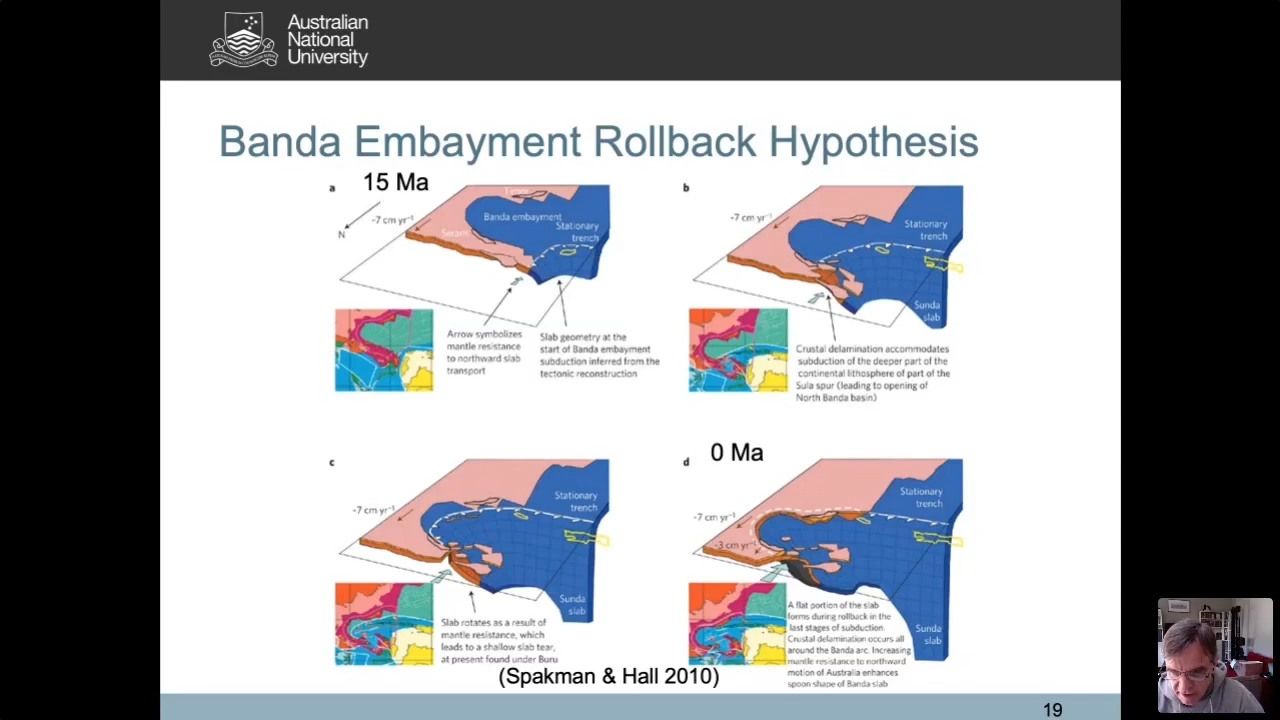 Australian
National
University
Banda Embayment Rollback Hypothesis
a
15 Ma
Timor
-7 cm yr⁻¹
N
Banda embayment
Stationary
trench
Seram
Arrow symbolizes
mantle resistance
to northward slab
transport
Slab geometry at the
start of Banda embayment
subduction inferred from the
tectonic reconstruction
b
-7 cm yr⁻¹
Stationary
trench
Sunda
slab
Crustal delamination accommodates
subduction of the deeper part of the
continental lithosphere of part of the
Sula spur (leading to opening of
North Banda basin)
c
-7 cm yr⁻¹
Stationary
trench
Sunda
slab
Slab rotates as a result of
mantle resistance, which
leads to a shallow slab tear,
at present found under Buru
d
0 Ma
-7 cm yr⁻¹
-3 cm yr⁻¹
Stationary
trench
Sunda
slab
A flat portion of the slab
forms during rollback in the
last stages of subduction.
Crustal delamination occurs all
around the Banda arc. Increasing
mantle resistance to northward
motion of Australia enhances
spoon shape of Banda slab
(Spakman & Hall 2010)
19